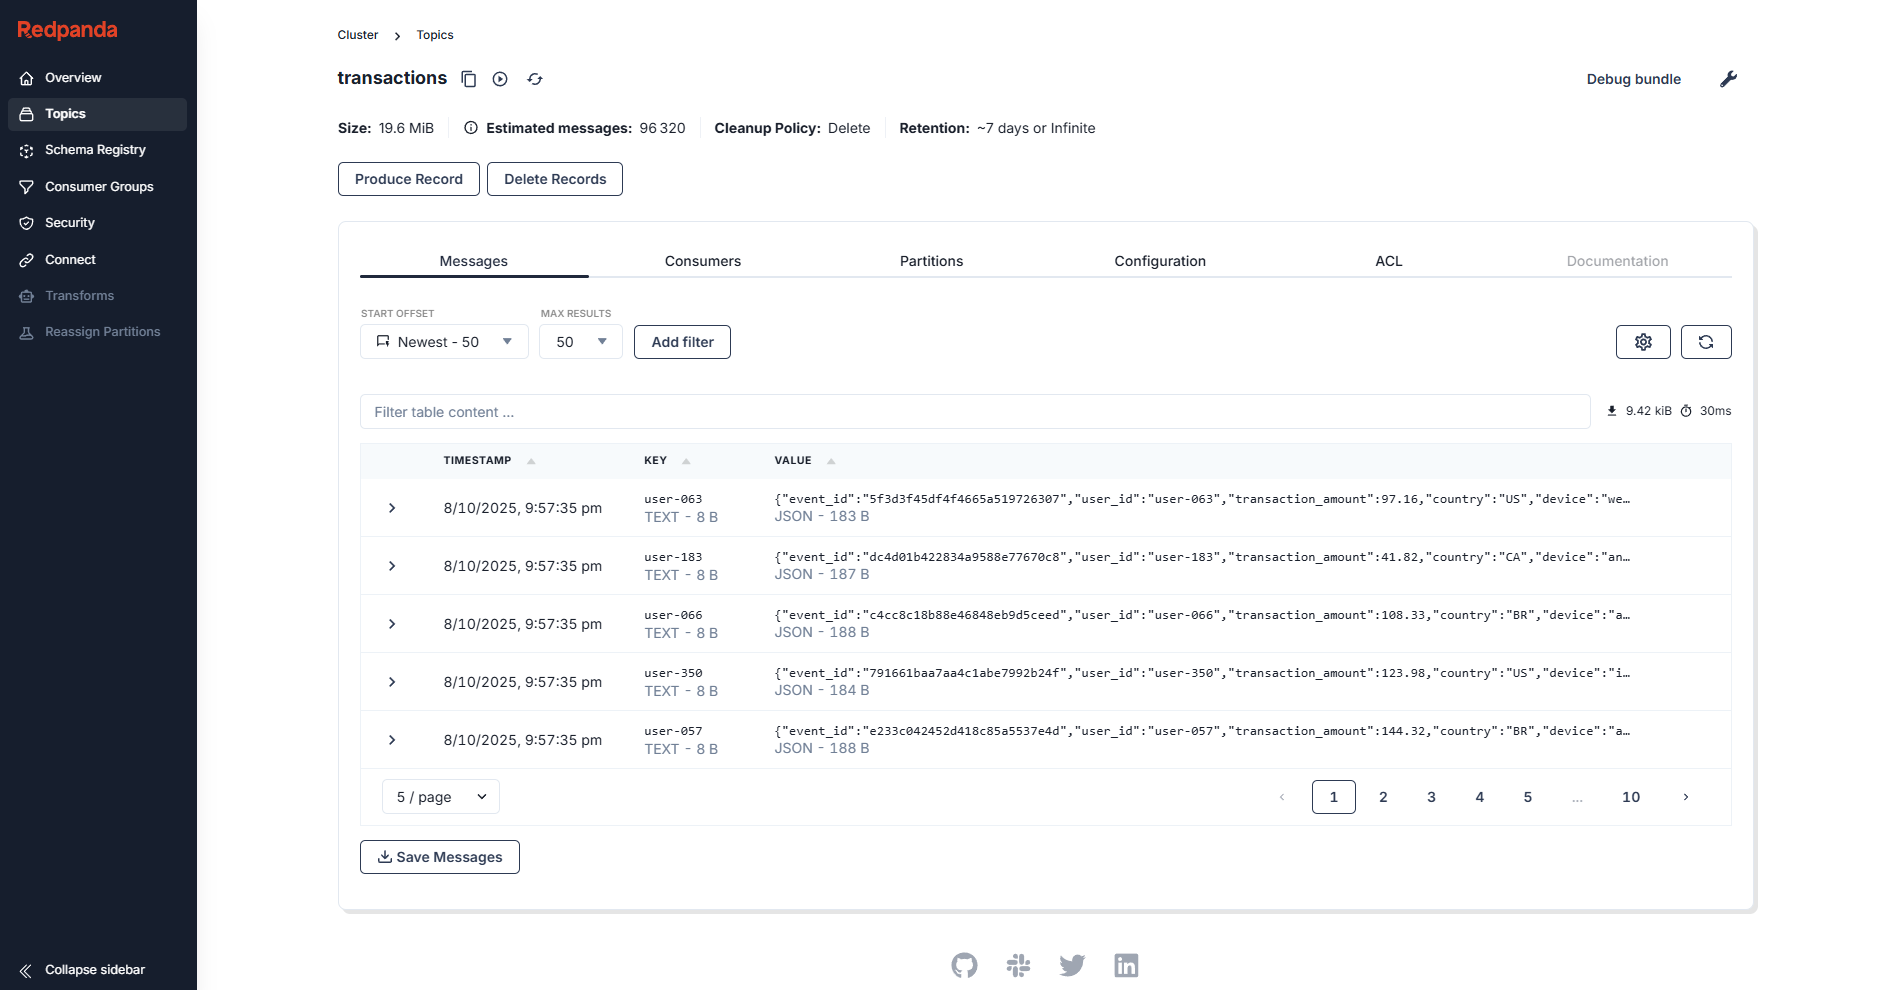 Redpanda
Overview
Topics
Schema Registry
Consumer Groups
Security
Connect
Transforms
Reassign Partitions
Collapse sidebar
Cluster Topics
transactions
Debug bundle
Size: 19.6 MiB Estimated messages: 96 320 Cleanup Policy: Delete Retention: ~7 days or Infinite
Produce Record Delete Records
Messages Consumers Partitions Configuration ACL Documentation
START OFFSET MAX RESULTS
Newest - 50 50 Add filter
Filter table content ... 9.42 kiB 30ms
TIMESTAMP KEY VALUE
8/10/2025, 9:57:35 pm user-063 {"event_id":"5f3d3f45df4f4665a519726307","user_id":"user-063","transaction_amount":97.16,"country":"US","device":"we…
TEXT - 8 B JSON - 183 B
8/10/2025, 9:57:35 pm user-183 {"event_id":"dc4d01b422834a9588e77670c8","user_id":"user-183","transaction_amount":41.82,"country":"CA","device":"an…
TEXT - 8 B JSON - 187 B
8/10/2025, 9:57:35 pm user-066 {"event_id":"c4cc8c18b88e46848eb9d5ceed","user_id":"user-066","transaction_amount":108.33,"country":"BR","device":"a…
TEXT - 8 B JSON - 188 B
8/10/2025, 9:57:35 pm user-350 {"event_id":"791661baa7aa4c1abe7992b24f","user_id":"user-350","transaction_amount":123.98,"country":"US","device":"i…
TEXT - 8 B JSON - 184 B
8/10/2025, 9:57:35 pm user-057 {"event_id":"e233c042452d418c85a5537e4d","user_id":"user-057","transaction_amount":144.32,"country":"BR","device":"a…
TEXT - 8 B JSON - 188 B
5 / page 1 2 3 4 5 ... 10
Save Messages